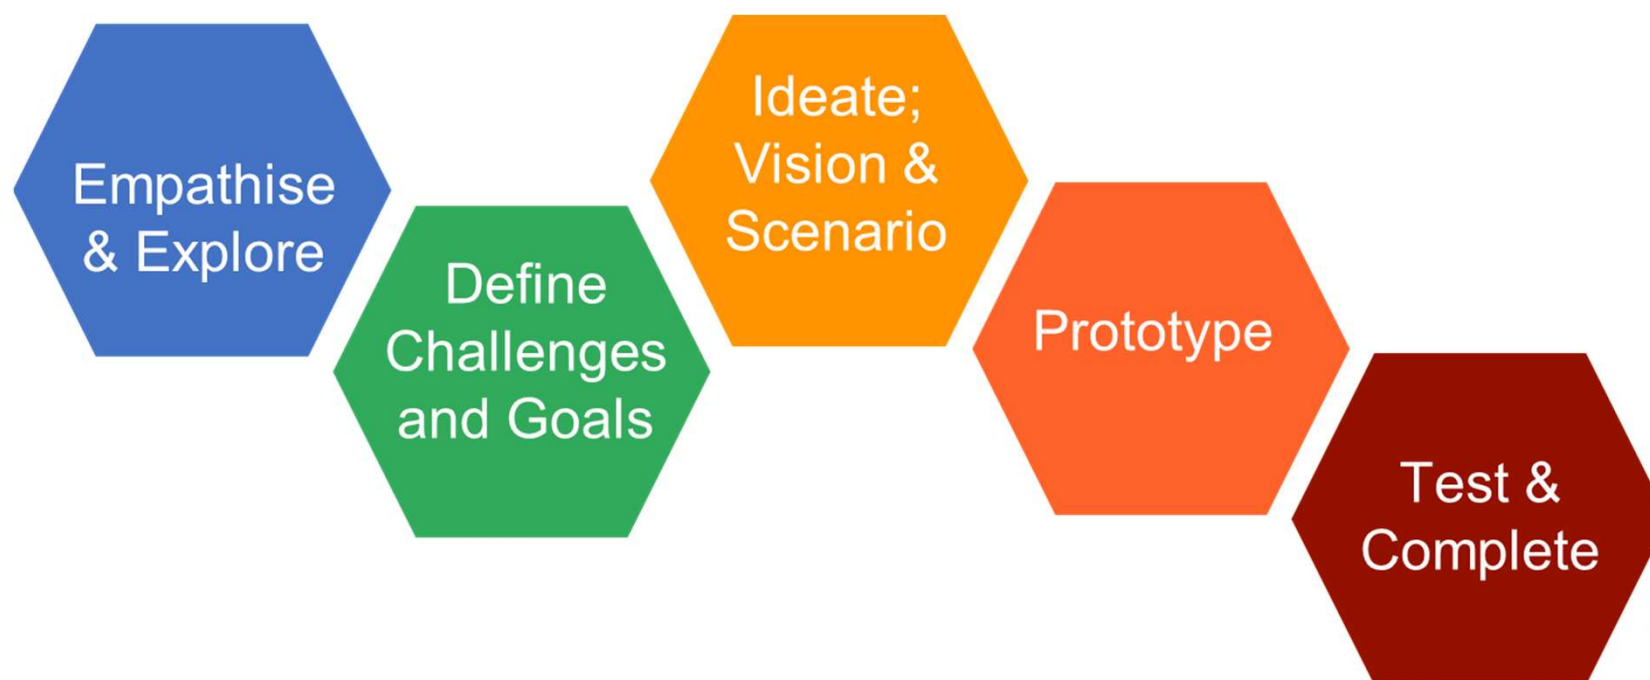 Empathise
& Explore
Define
Challenges
and Goals
Ideate;
Vision &
Scenario
Prototype
Test &
Complete